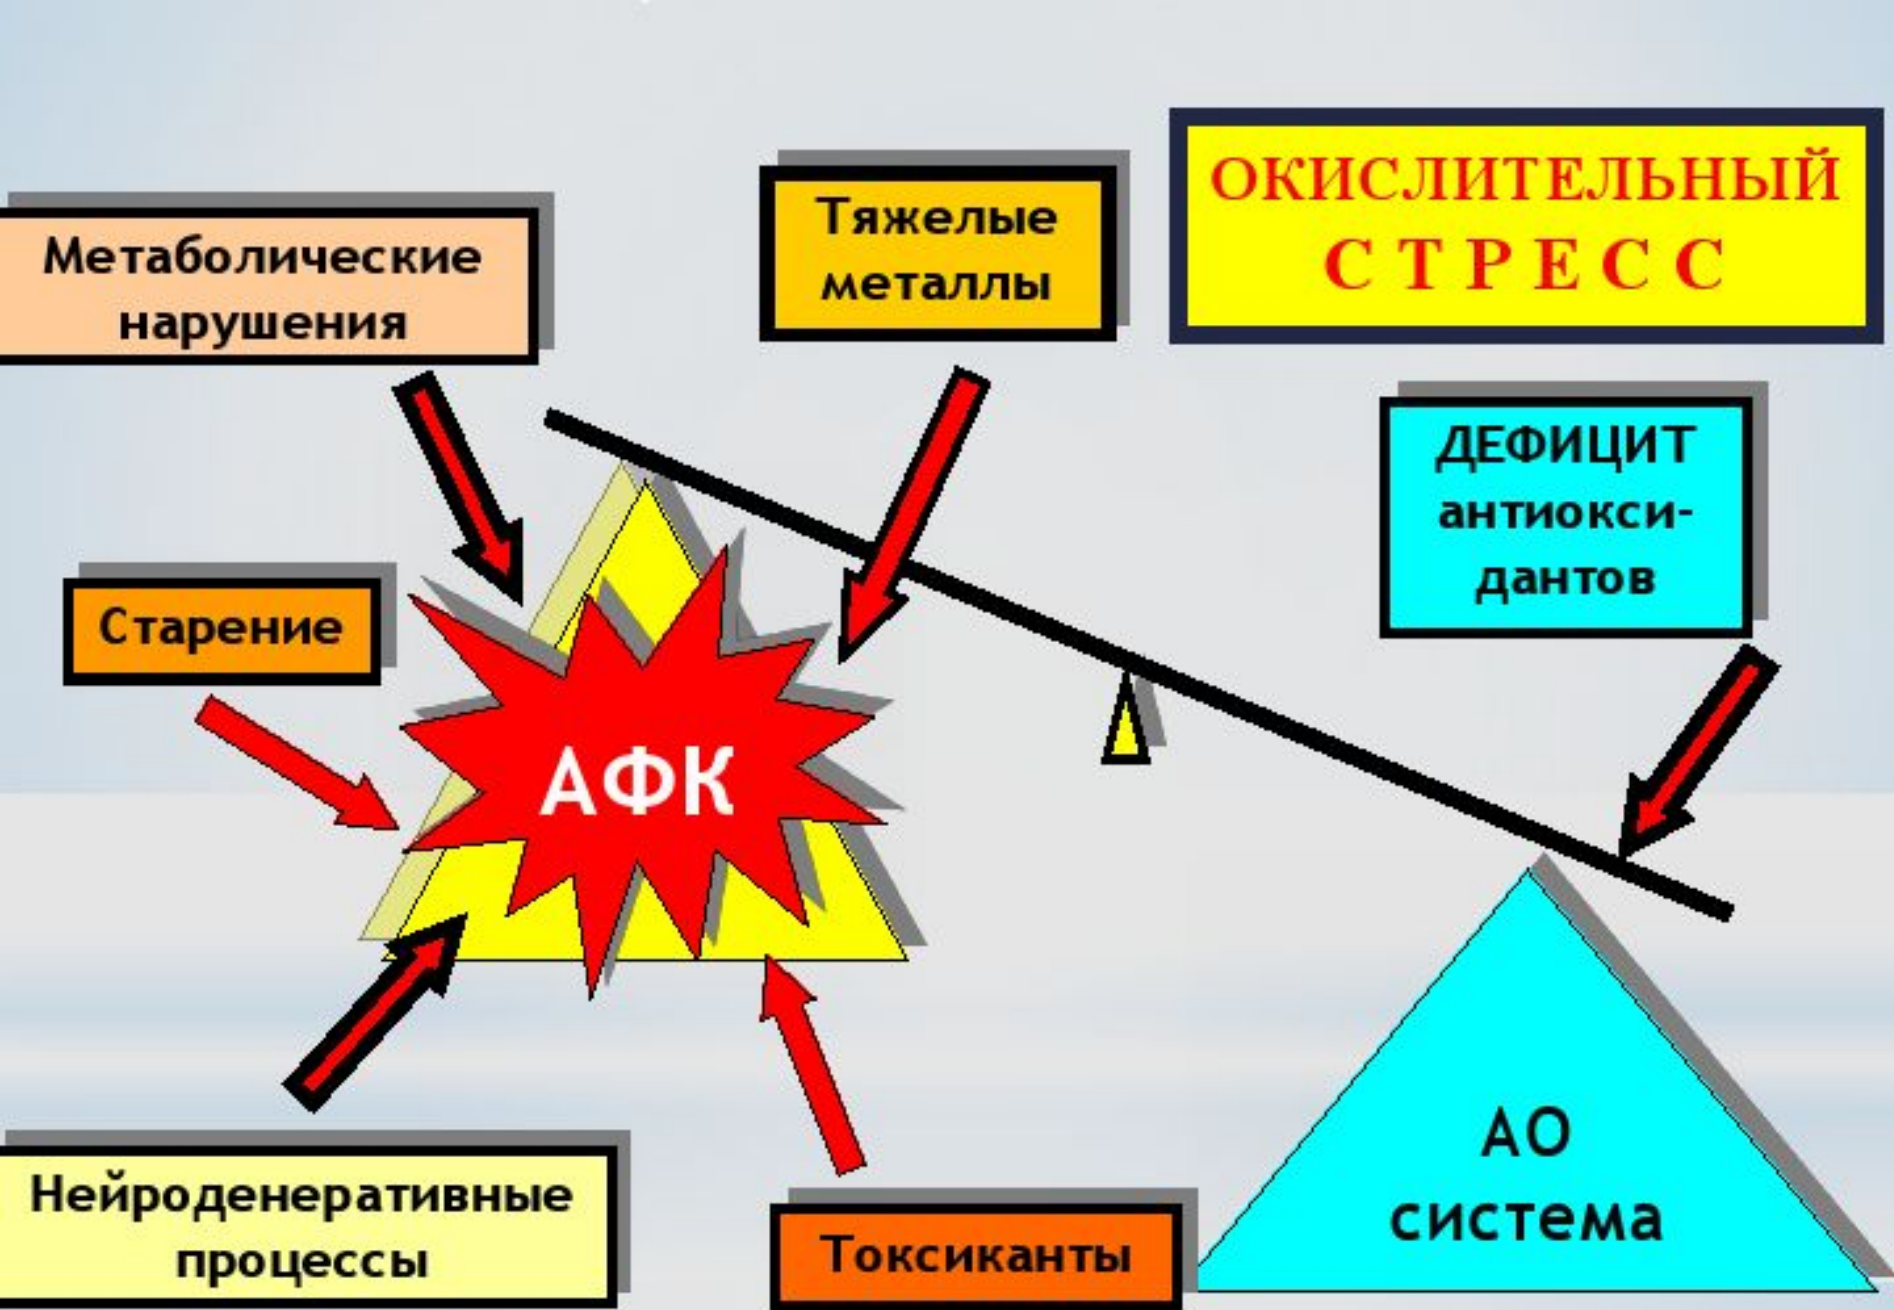 ОКИСЛИТЕЛЬНЫЙ
СТРЕСС
Метаболические
нарушения
Тяжелые
металлы
ДЕФИЦИТ
антиокси-
дантов
Старение
АФК
АО
система
Нейроденеративные
процессы
Токсиканты